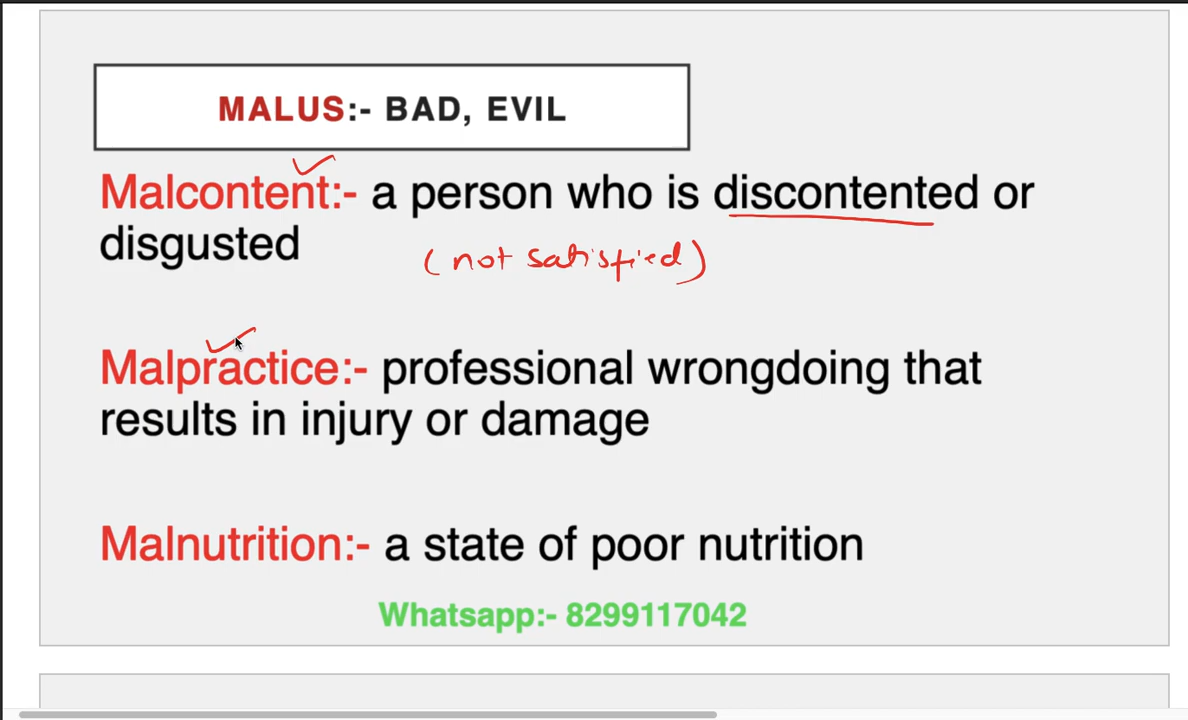 MALUS:- BAD, EVIL
Malcontent:- a person who is discontented or
disgusted
(not satisfied)
Malpractice:- professional wrongdoing that
results in injury or damage
Malnutrition:- a state of poor nutrition
Whatsapp:- 8299117042